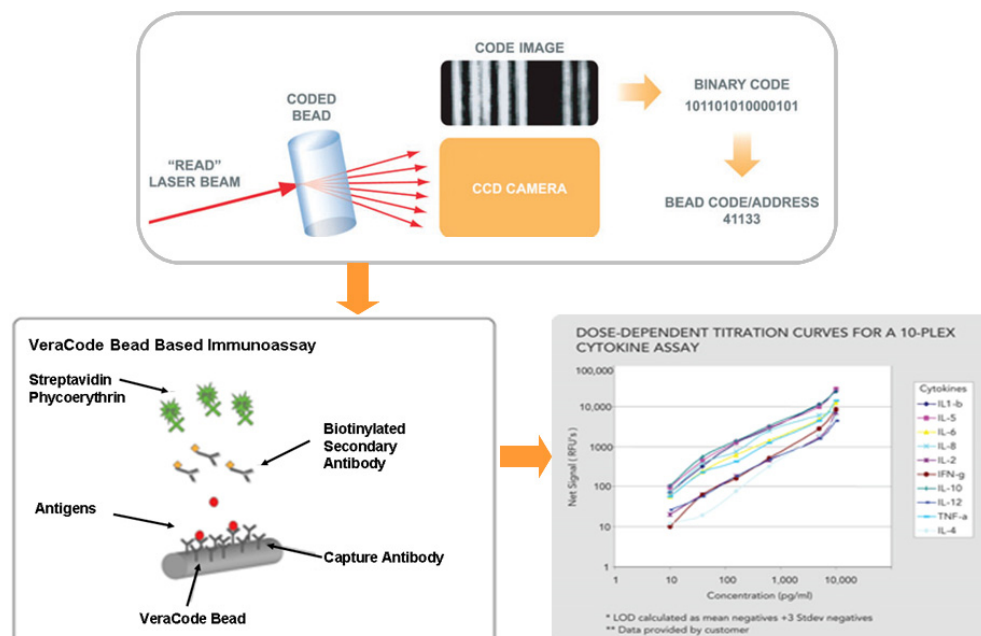 CODE IMAGE
CODED
BEAD
BINARY CODE
101101010000101
"READ"
LASER BEAM
CCD CAMERA
BEAD CODE/ADDRESS
41133
VeraCode Bead Based Immunoassay
Streptavidin
Phycoerythrin
Biotinylated
Secondary
Antibody
Antigens
Capture Antibody
VeraCode Bead
DOSE-DEPENDENT TITRATION CURVES FOR A 10-PLEX
CYTOKINE ASSAY
Net Signal ( RFU's )
100,000
10,000
1000
100
10
1
1
10
100
1,000
10,000
Concentration (pg/ml)
Cytokines
IL1-b
IL-5
IL-6
IL-8
IL-2
IFN-g
IL-10
IL-12
TNF-a
IL-4
* LOD calculated as mean negatives +3 Stdev negatives
** Data provided by customer